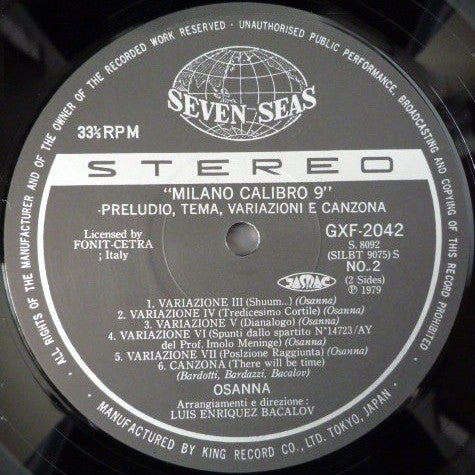 ALL RIGHTS OF THE MANUFACTURER AND OF THE OWNER OF THE RECORDED WORK RESERVED - UNAUTHORISED PUBLIC PERFORMANCE, BROADCASTING AND COPYING OF THIS RECORD PROHIBITED.
SEVEN SEAS
33⅓RPM
STEREO
"MILANO CALIBRO 9"
-PRELUDIO, TEMA, VARIAZIONI E CANZONA
Licensed by
FONIT-CETRA
; Italy
GXF-2042
S. 8092
(SILBT 9075) S
NO. 2
(2 Sides)
Ⓟ 1979
JASRAC
1. VARIAZIONE III (Shuum...) (Osanna)
2. VARIAZIONE IV (Tredicesimo Cortile) (Osanna)
3. VARIAZIONE V (Dianalogo) (Osanna)
4. VARIAZIONE VI (Spunti dallo spartito N°14723/AY
del Prof. Imolo Meninge) (Osanna)
5. VARIAZIONE VII (Poslzione Raggiunta) (Osanna)
6. CANZONA (There will be time)
(Bardotti, Bardazzi, Bacalov)
OSANNA
Arrangiamenti e direzione :
LUIS ENRIQUEZ BACALOV
MANUFACTURED BY KING RECORD CO., LTD. TOKYO, JAPAN